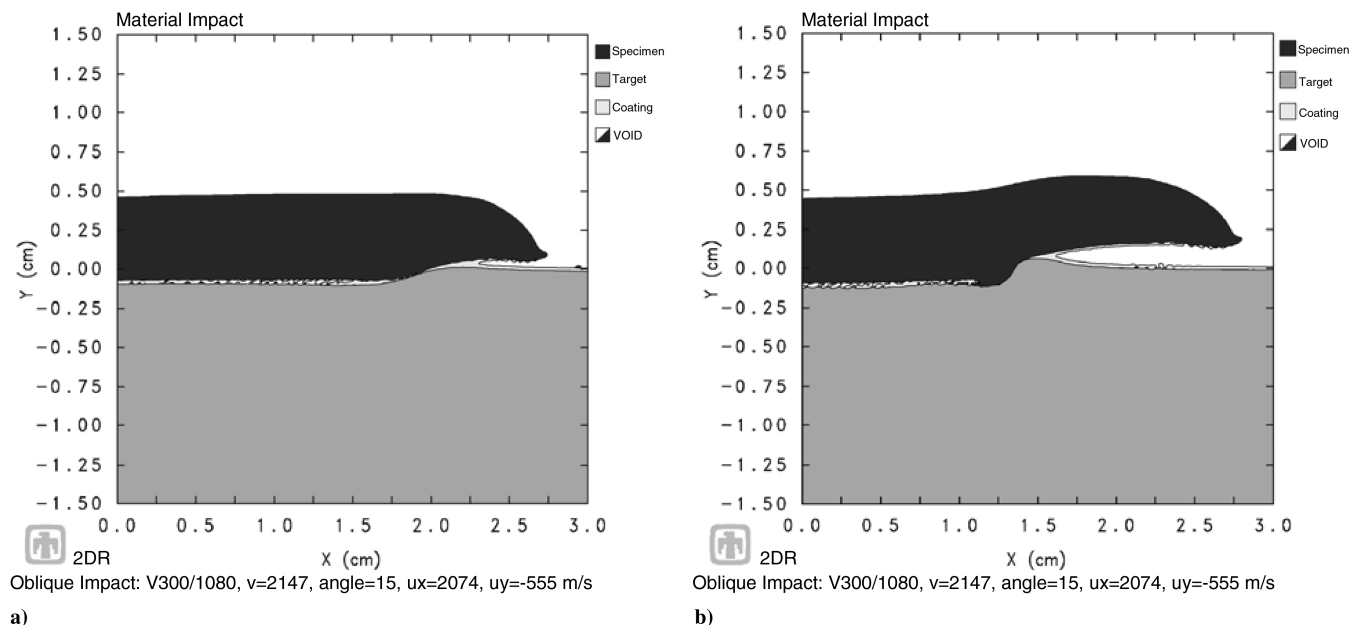 Material Impact
1.50
1.25
1.00
0.75
0.50
0.25
0.00
-0.25
-0.50
-0.75
-1.00
-1.25
-1.50
Y (cm)
0.0 0.5 1.0 1.5 2.0 2.5 3.0
X (cm)
Specimen
Target
Coating
VOID
2DR
Oblique Impact: V300/1080, v=2147, angle=15, ux=2074, uy=-555 m/s
a)
Material Impact
1.50
1.25
1.00
0.75
0.50
0.25
0.00
-0.25
-0.50
-0.75
-1.00
-1.25
-1.50
Y (cm)
0.0 0.5 1.0 1.5 2.0 2.5 3.0
X (cm)
Specimen
Target
Coating
VOID
2DR
Oblique Impact: V300/1080, v=2147, angle=15, ux=2074, uy=-555 m/s
b)